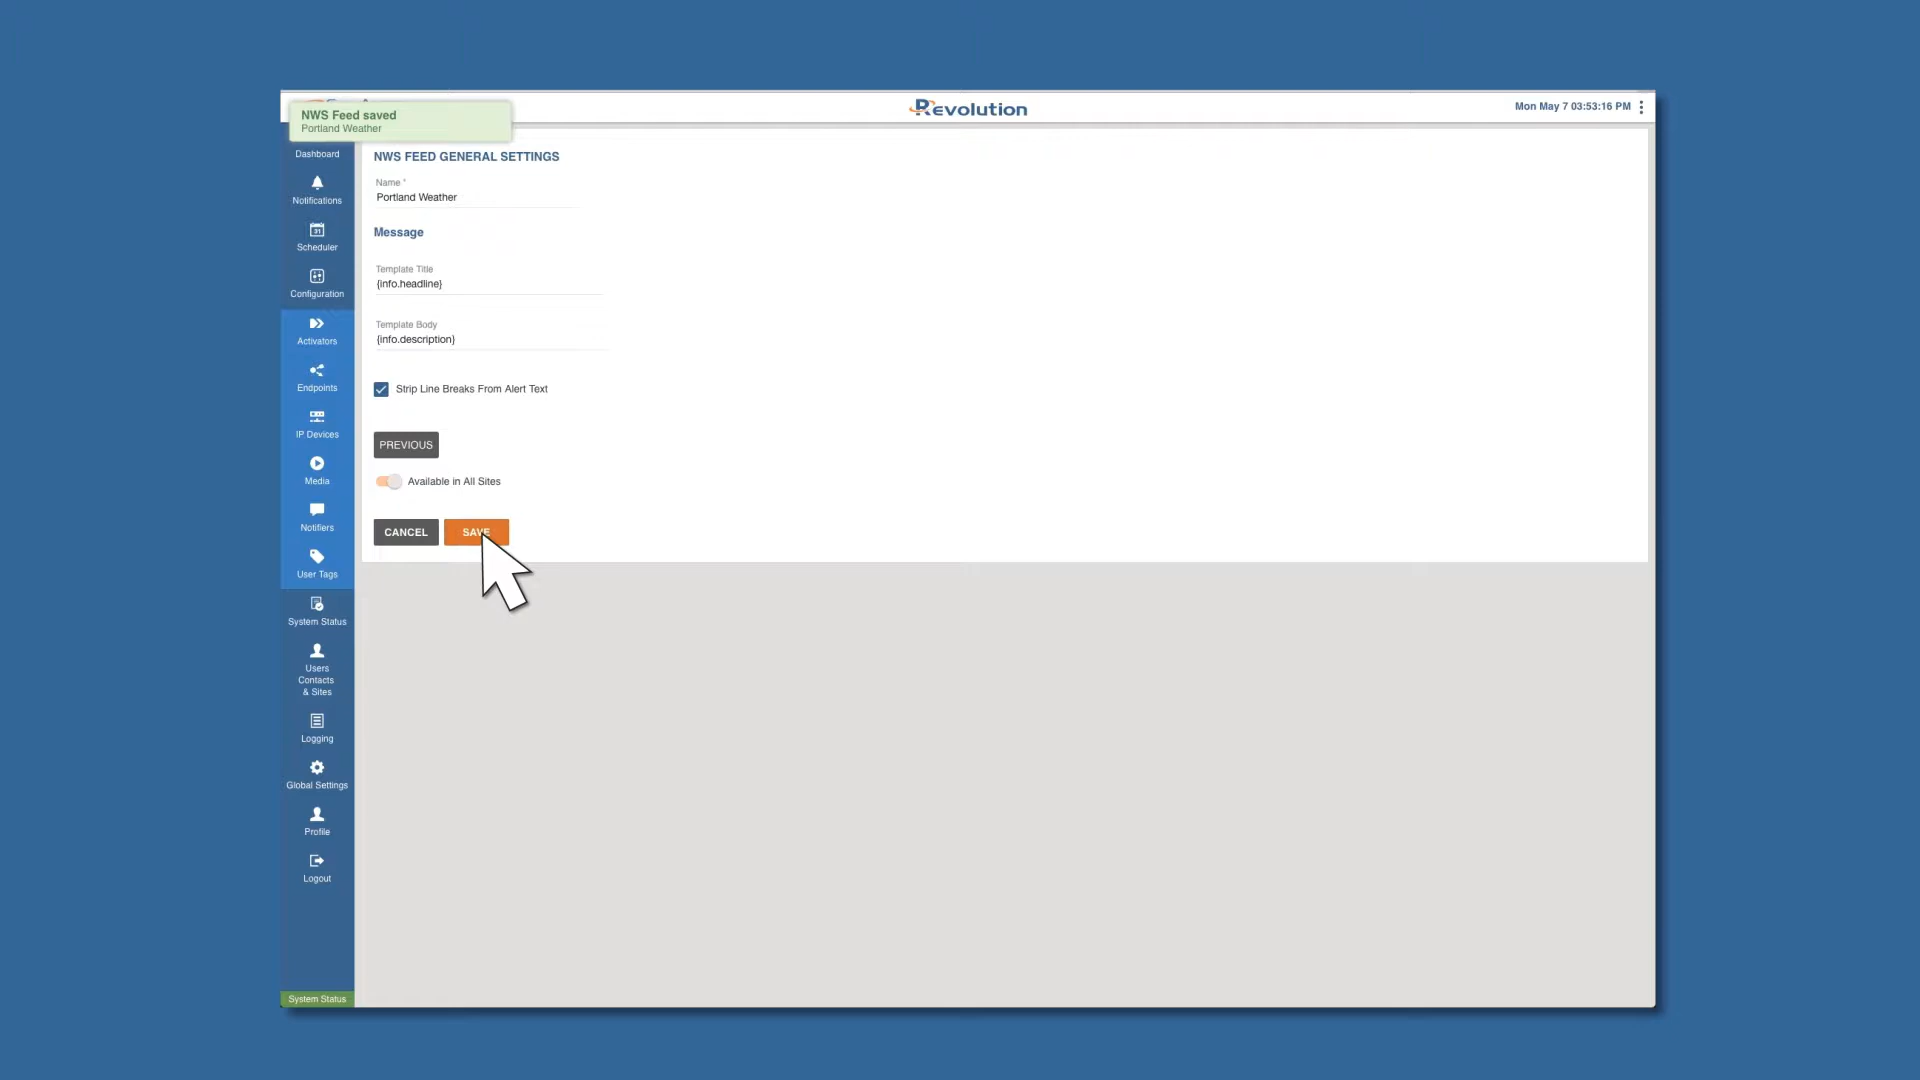 NWS Feed saved
Portland Weather
Revolution
Mon May 7 03:53:16 PM
Dashboard
Notifications
31
Scheduler
Configuration
Activators
Endpoints
IP Devices
Media
Notifiers
User Tags
System Status
Users
Contacts
& Sites
Logging
Global Settings
Profile
Logout
System Status
NWS FEED GENERAL SETTINGS
Name *
Portland Weather
Message
Template Title
{info.headline}
Template Body
{info.description}
Strip Line Breaks From Alert Text
PREVIOUS
Available in All Sites
CANCEL
SAVE